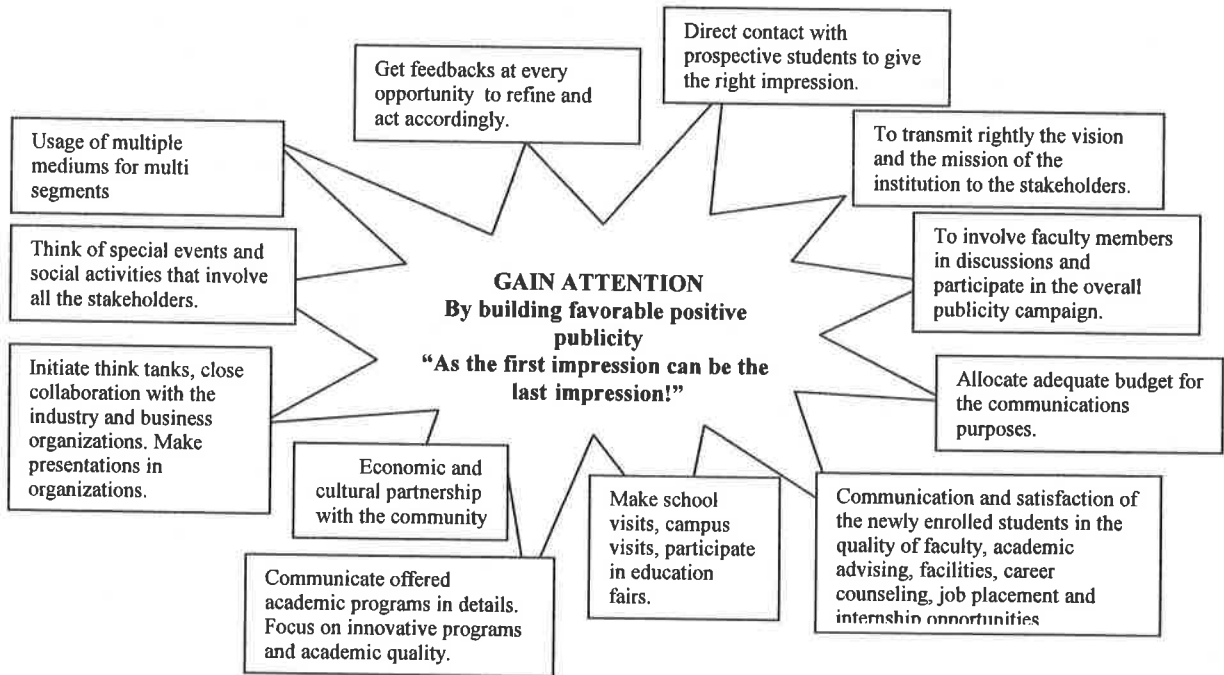 Direct contact with
prospective students to give
the right impression.
Get feedbacks at every
opportunity to refine and
act accordingly.
Usage of multiple
mediums for multi
segments
To transmit rightly the vision
and the mission of the
institution to the stakeholders.
Think of special events and
social activities that involve
all the stakeholders.
To involve faculty members
in discussions and
participate in the overall
publicity campaign.
GAIN ATTENTION
By building favorable positive
publicity
“As the first impression can be the
last impression!”
Initiate think tanks, close
collaboration with the
industry and business
organizations. Make
presentations in
organizations.
Allocate adequate budget for
the communications
purposes.
Economic and
cultural partnership
with the community
Make school
visits, campus
visits, participate
in education
fairs.
Communication and satisfaction of
the newly enrolled students in the
quality of faculty, academic
advising, facilities, career
counseling, job placement and
internship opportunities
Communicate offered
academic programs in details.
Focus on innovative programs
and academic quality.